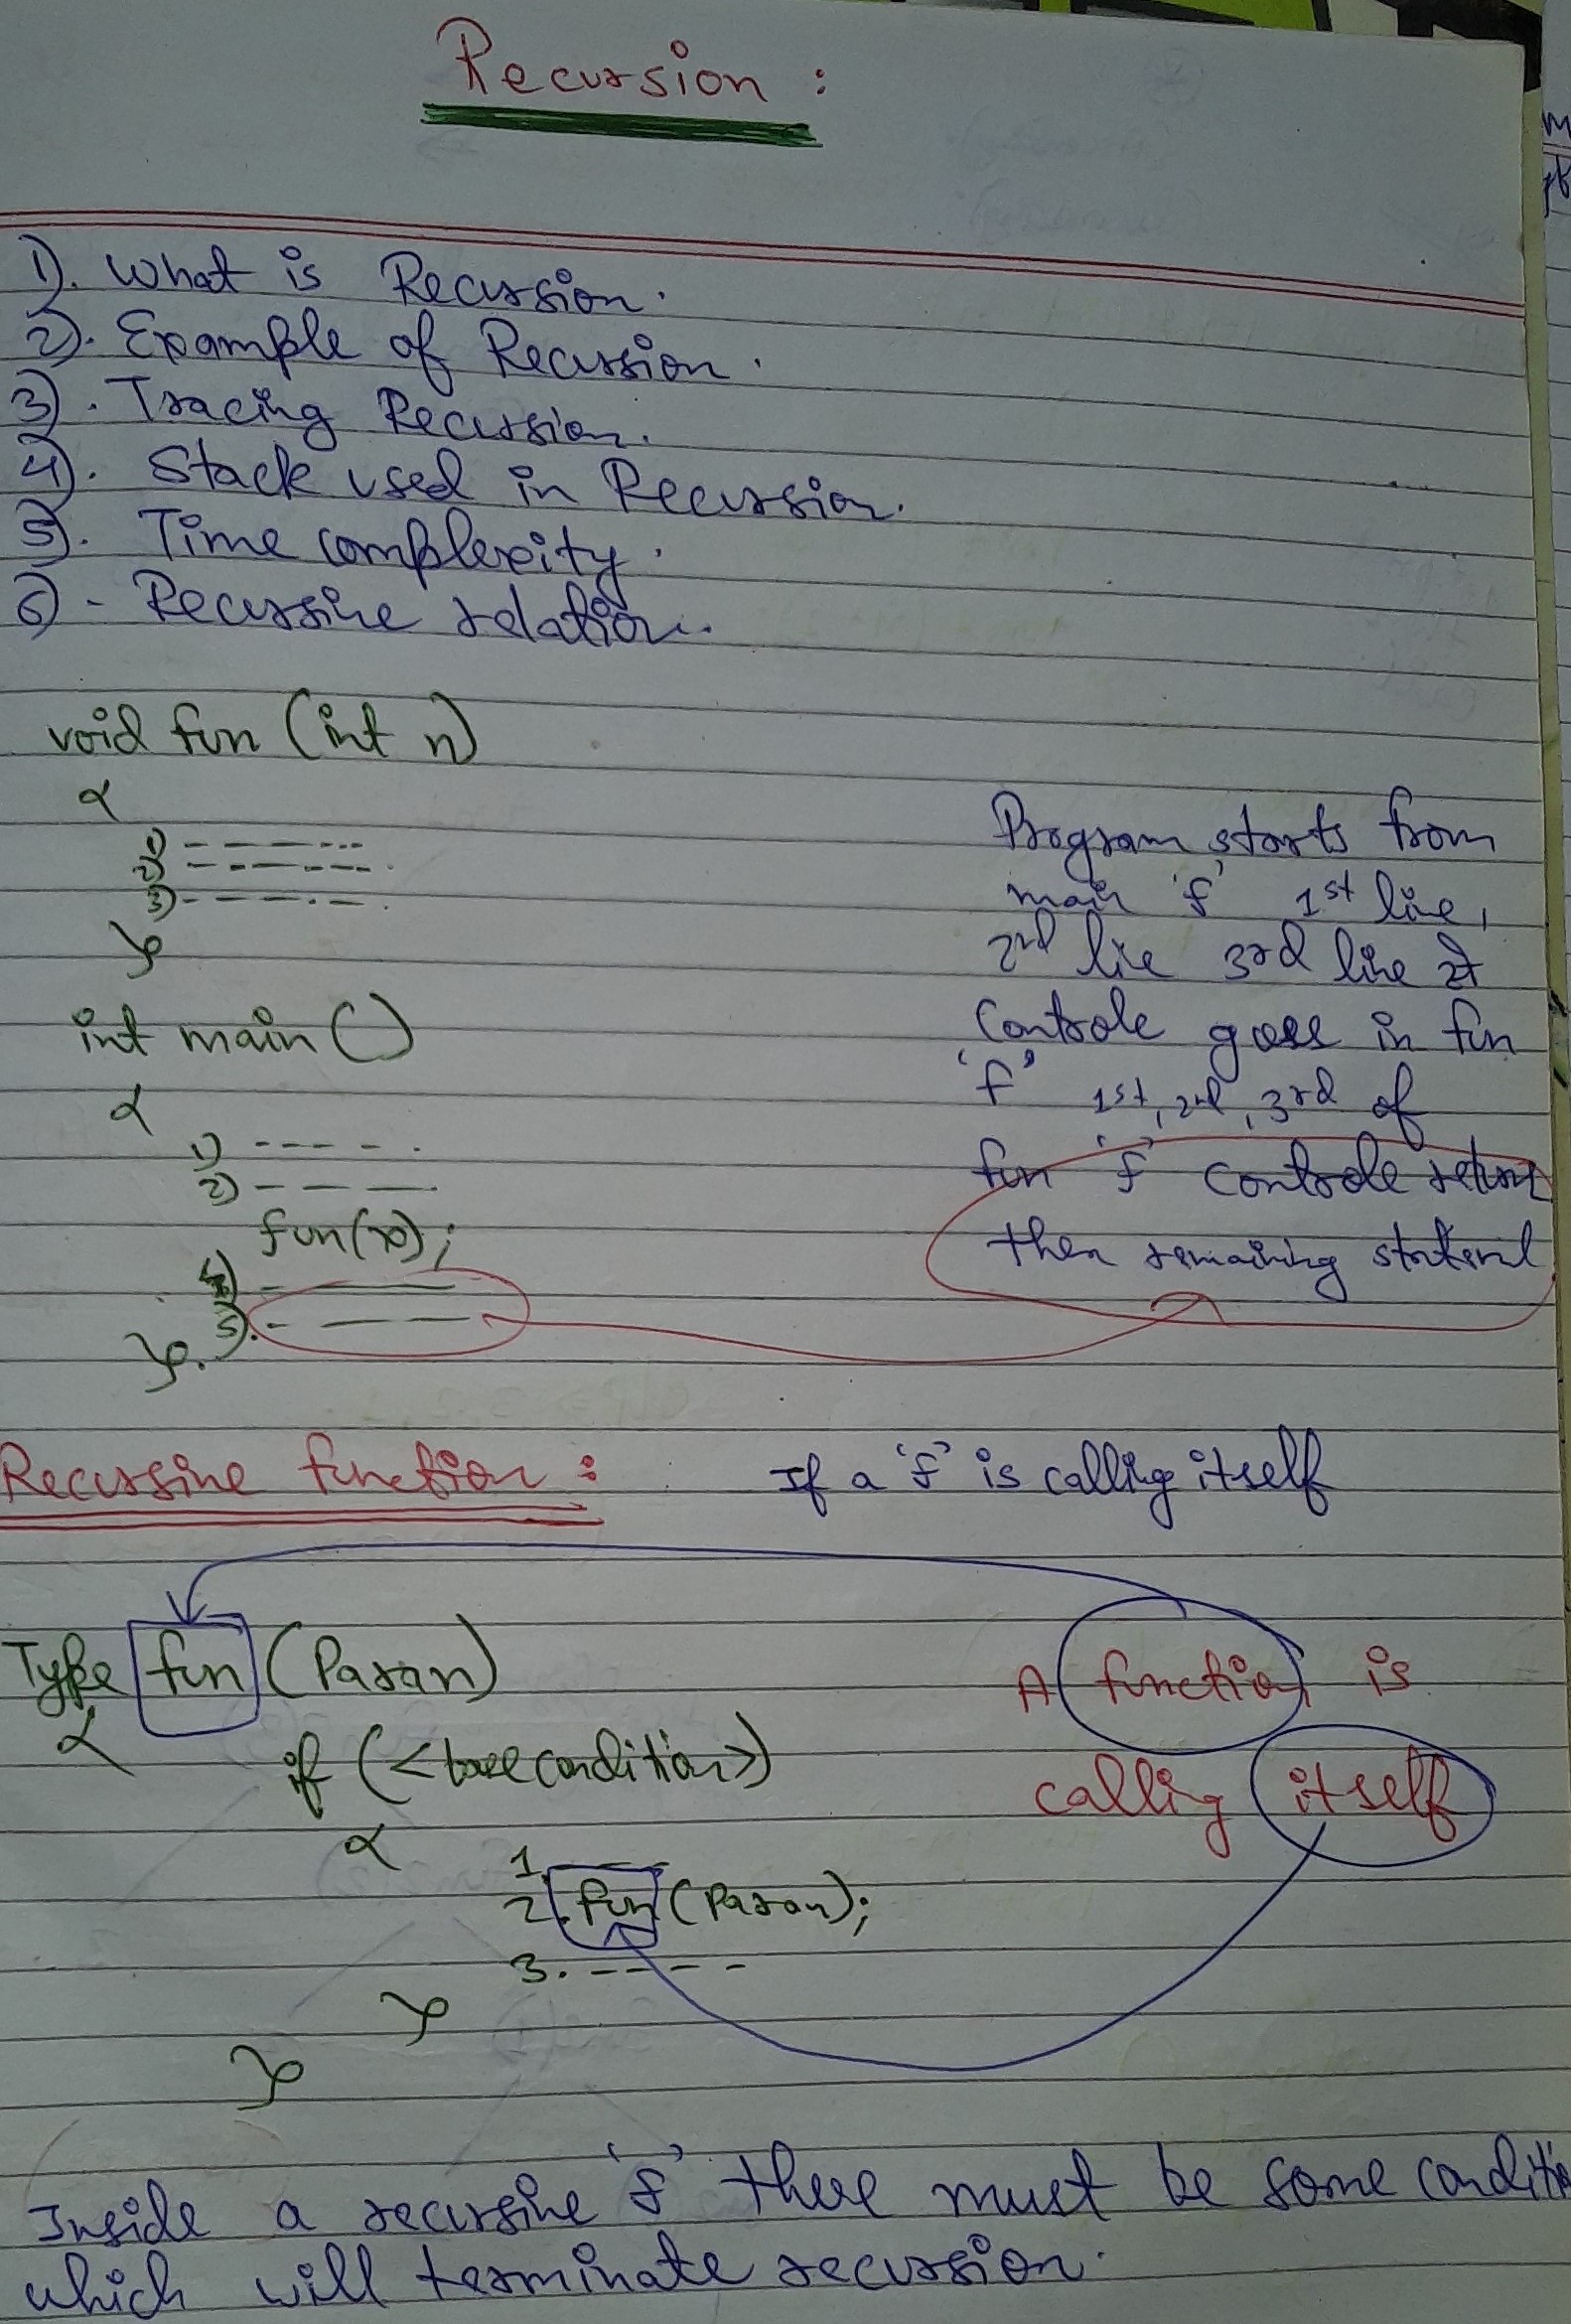 Recursion :
1). What is Recursion.
2). Example of Recursion.
3). Tracing Recursion.
4). Stack used in Recursion.
5). Time complexity.
6) - Recursive relation.
void fun (int n)
{
1) ------
2) ------
3) ------
}
int main ()
{
1) -----
2) -----
fun(x);
4) ---
5). ----
}.
Program starts from
main 'f' 1st line,
2nd lie 3rd line से
Controle goes in fun
'f' 1st, 2nd, 3rd of
fun 'f' controle return
then remaining
Recursive function : If a 'f' is calling itself
Type fun (Param)
{
if (<base condition>)
{
1. ----
2. fun (Param);
3. ----
}
}
A function is
calling itself
Inside a recursive 'f' there must be some conditi
which will terminate recursion.